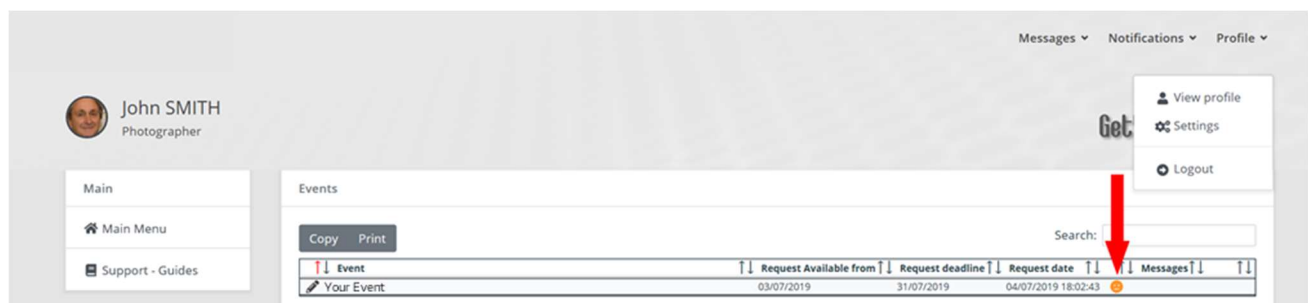 Messages Notifications Profile
John SMITH
Photographer
View profile
Settings
Get
Logout
Main
Events
Main Menu
Copy Print
Search:
Support - Guides
Event Request Available from Request deadline Request date Messages
Your Event 03/07/2019 31/07/2019 04/07/2019 18:02:43